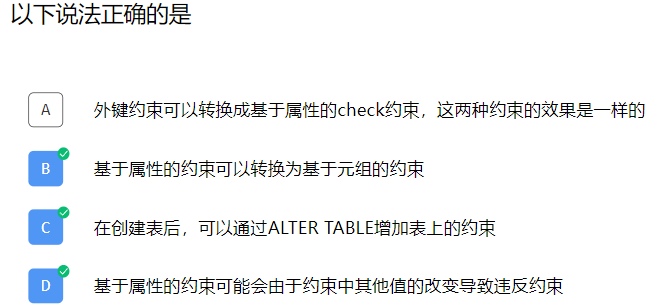 以下说法正确的是
A 外键约束可以转换成基于属性的check约束，这两种约束的效果是一样的
B 基于属性的约束可以转换为基于元组的约束
C 在创建表后，可以通过ALTER TABLE增加表上的约束
D 基于属性的约束可能会由于约束中其他值的改变导致违反约束